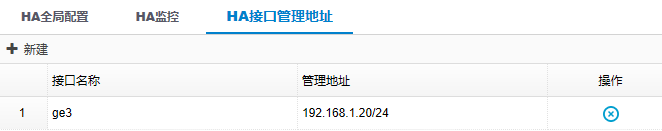 HA全局配置 HA监控 HA接口管理地址
新建
接口名称 管理地址 操作
1 ge3 192.168.1.20/24